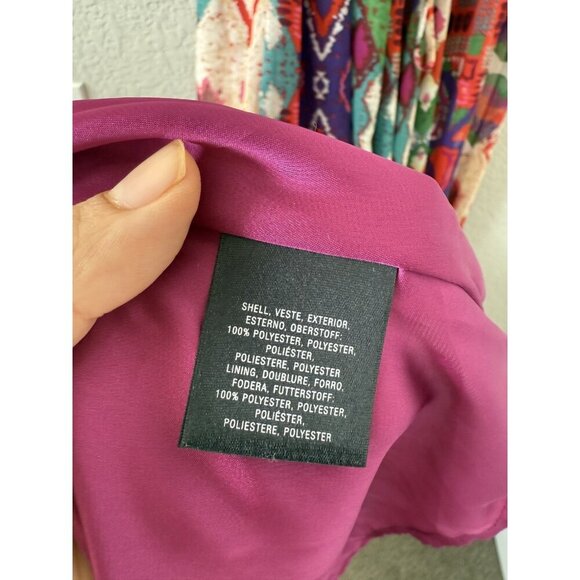 SHELL, VESTE, EXTERIOR,
ESTERNO, OBERSTOFF:
100% POLYESTER, POLYESTER,
POLIÉSTER,
POLIESTERE, POLYESTER
LINING, DOUBLURE, FORRO,
FODERA, FUTTERSTOFF:
100% POLYESTER, POLYESTER,
POLIÉSTER,
POLIESTERE, POLYESTER